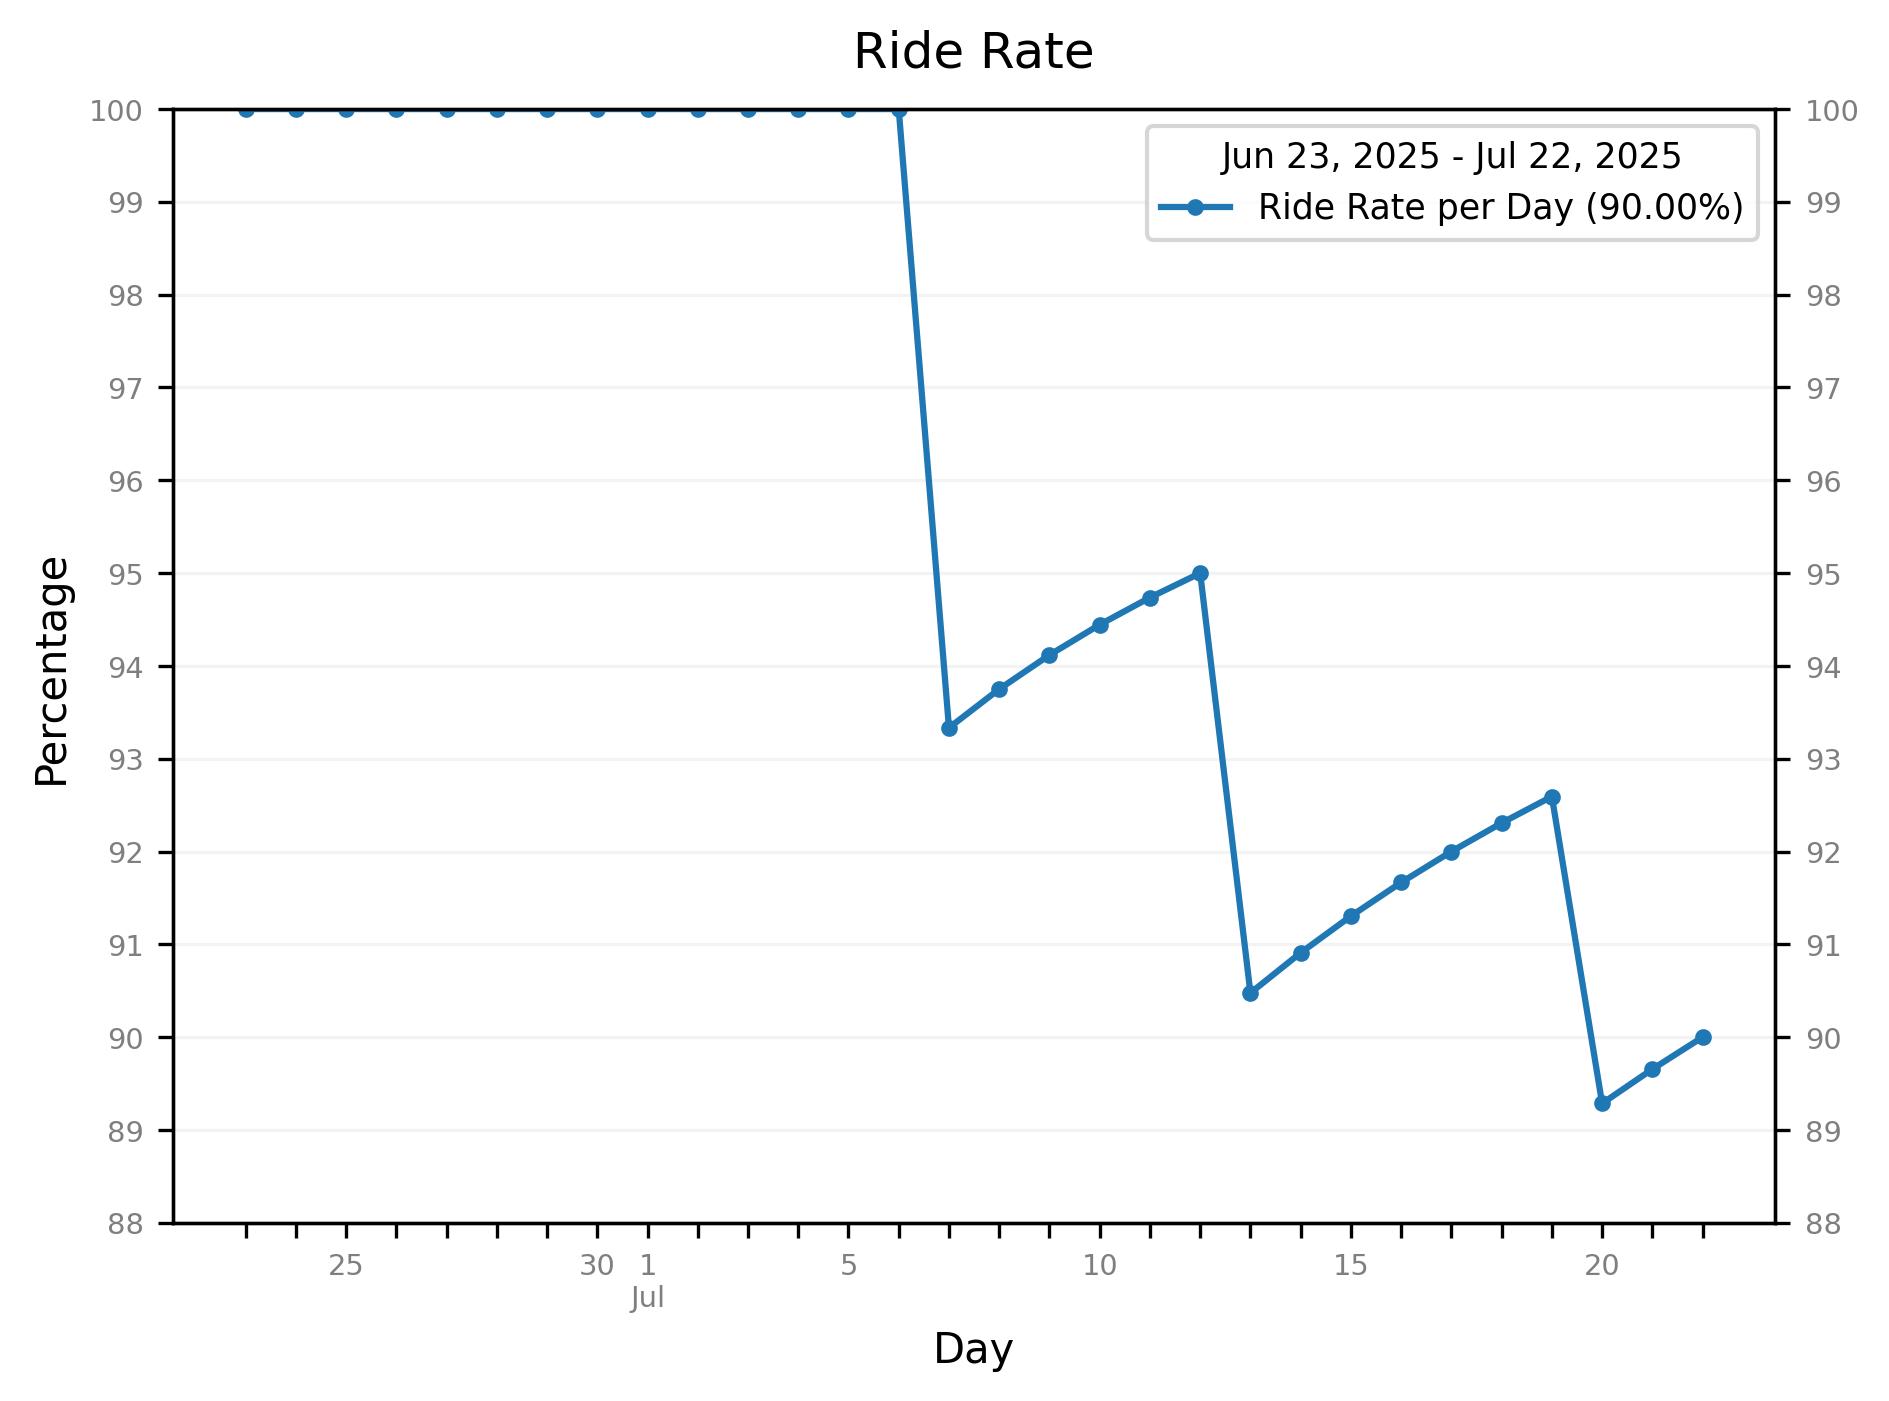 Ride Rate
Jun 23, 2025 - Jul 22, 2025
Ride Rate per Day (90.00%)
100 100
99 99
98 98
97 97
96 96
95 95
94 94
93 93
92 92
91 91
90 90
89 89
88 88
Percentage
25 30 1 5 10 15 20
Jul
Day